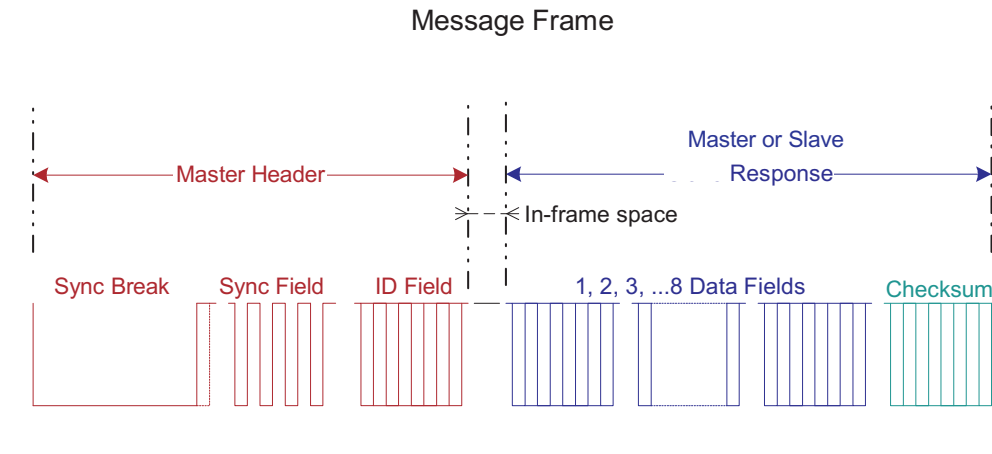 Message Frame
Master or Slave
Master Header
Response
In-frame space
Sync Break
Sync Field
ID Field
1, 2, 3, ...8 Data Fields
Checksum